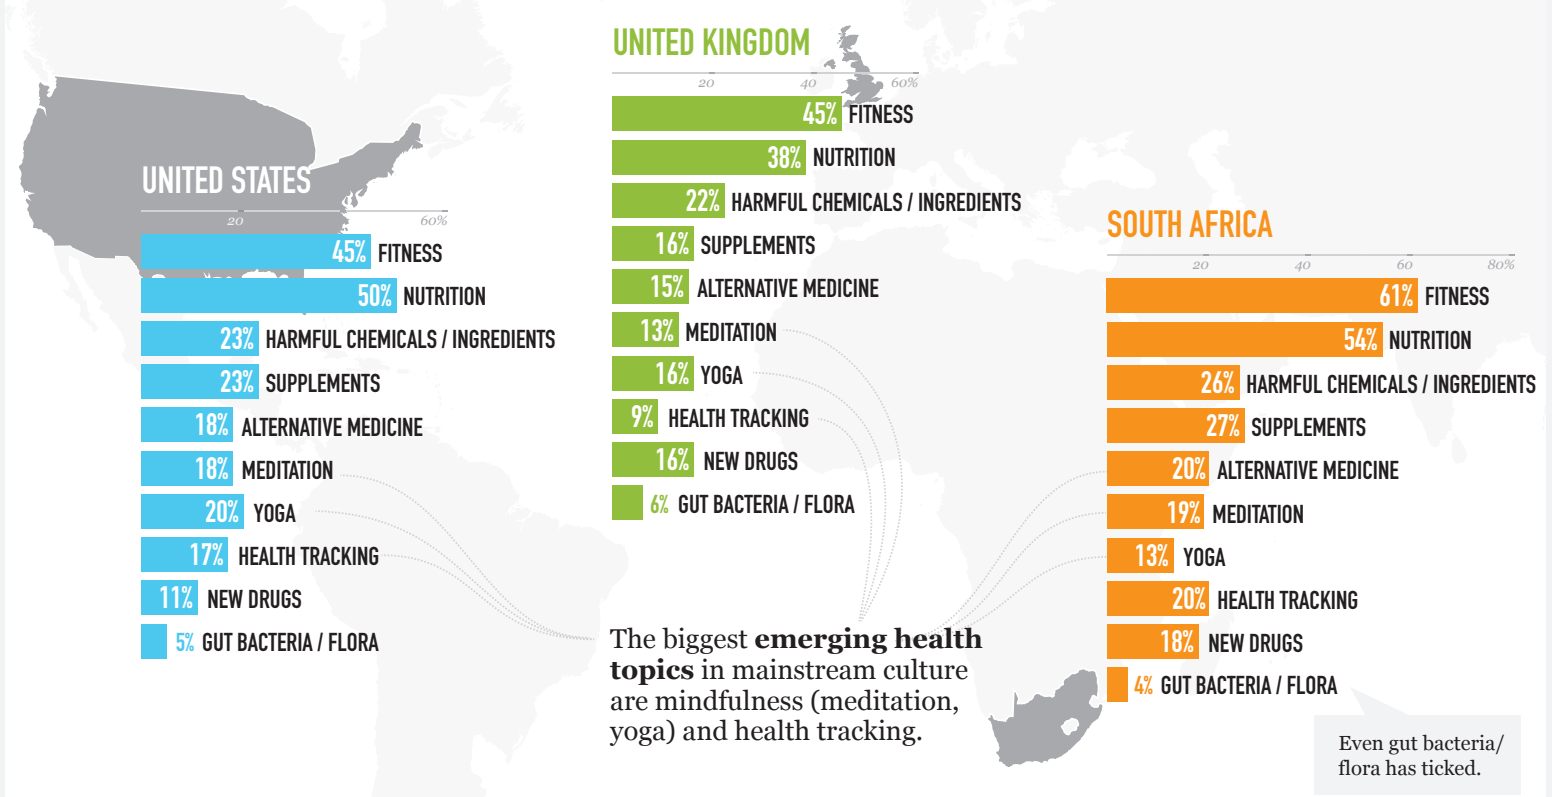 UNITED STATES
20
60%
45% FITNESS
50% NUTRITION
23% HARMFUL CHEMICALS / INGREDIENTS
23% SUPPLEMENTS
18% ALTERNATIVE MEDICINE
18% MEDITATION
20% YOGA
17% HEALTH TRACKING
11% NEW DRUGS
5% GUT BACTERIA / FLORA
UNITED KINGDOM
20 40 60%
45% FITNESS
38% NUTRITION
22% HARMFUL CHEMICALS / INGREDIENTS
16% SUPPLEMENTS
15% ALTERNATIVE MEDICINE
13% MEDITATION
16% YOGA
9% HEALTH TRACKING
16% NEW DRUGS
6% GUT BACTERIA / FLORA
SOUTH AFRICA
20 40 60 80%
61% FITNESS
54% NUTRITION
26% HARMFUL CHEMICALS / INGREDIENTS
27% SUPPLEMENTS
20% ALTERNATIVE MEDICINE
19% MEDITATION
13% YOGA
20% HEALTH TRACKING
18% NEW DRUGS
4% GUT BACTERIA / FLORA
The biggest emerging health
topics in mainstream culture
are mindfulness (meditation,
yoga) and health tracking.
Even gut bacteria/
flora has ticked.